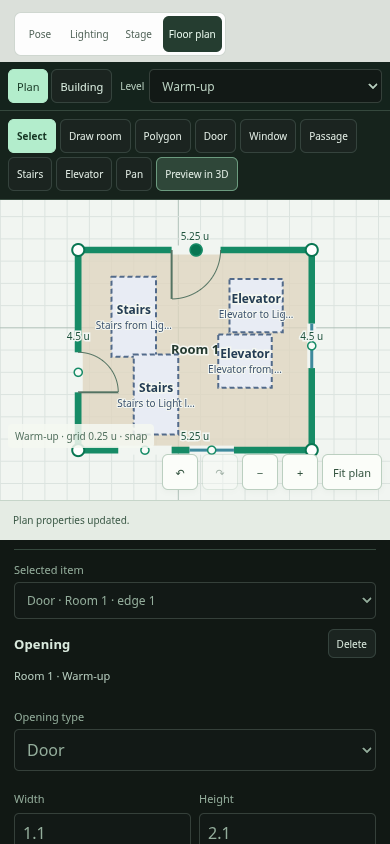 Pose Lighting Stage Floor plan
Plan Building Level Warm-up
Select Draw room Polygon Door Window Passage
Stairs Elevator Pan Preview in 3D
5.25 u
Stairs
Stairs from Lig...
Elevator
Elevator to Lig...
4.5 u
4.5 u
Room 1
Elevator
Elevator from ...
Stairs
Stairs to Light l...
Warm-up · grid 0.25 u · snap
5.25 u
↶ ↷ − + Fit plan
Plan properties updated.
Selected item
Door · Room 1 · edge 1
Opening Delete
Room 1 · Warm-up
Opening type
Door
Width Height
1.1 2.1